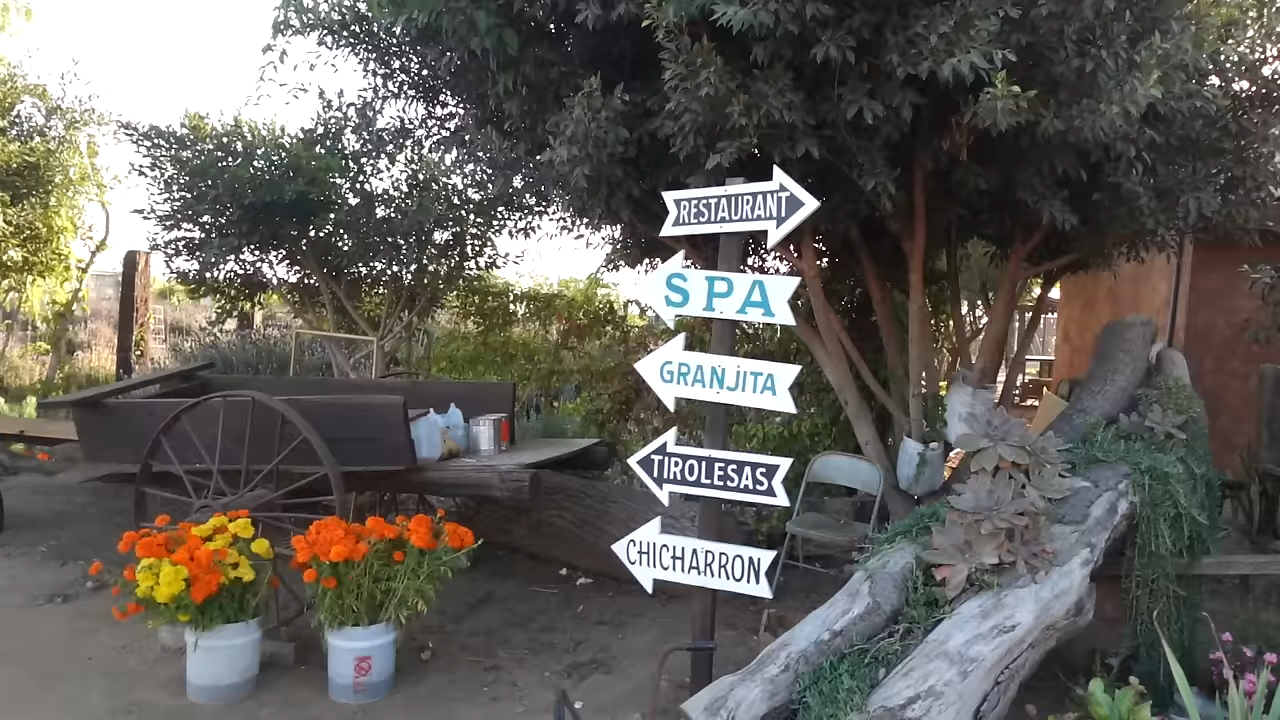 RESTAURANT
SPA
GRANJITA
TIROLESAS
CHICHARRON